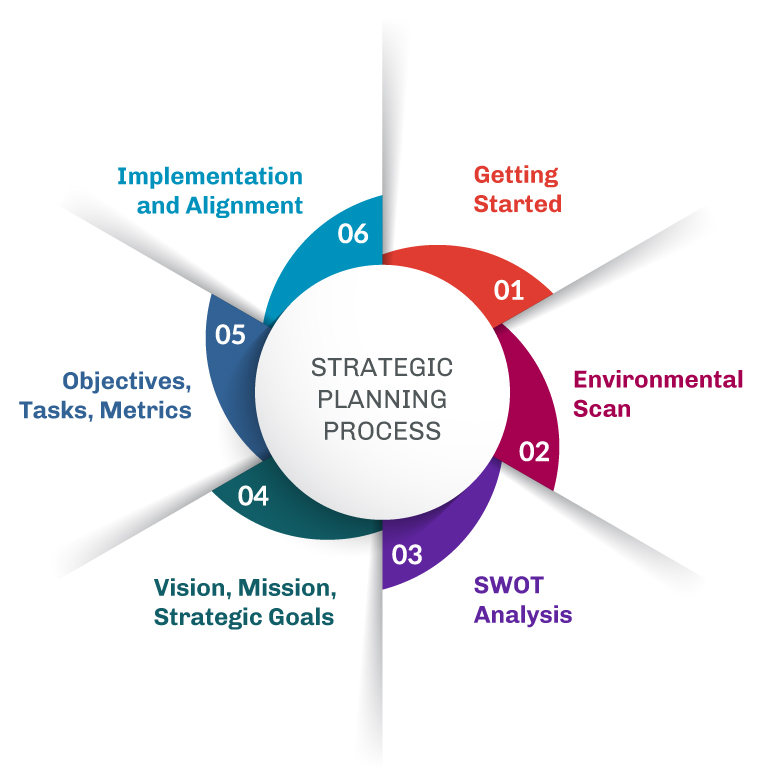 STRATEGIC
PLANNING
PROCESS
01
Getting
Started
02
Environmental
Scan
03
SWOT
Analysis
04
Vision, Mission,
Strategic Goals
05
Objectives,
Tasks, Metrics
06
Implementation
and Alignment